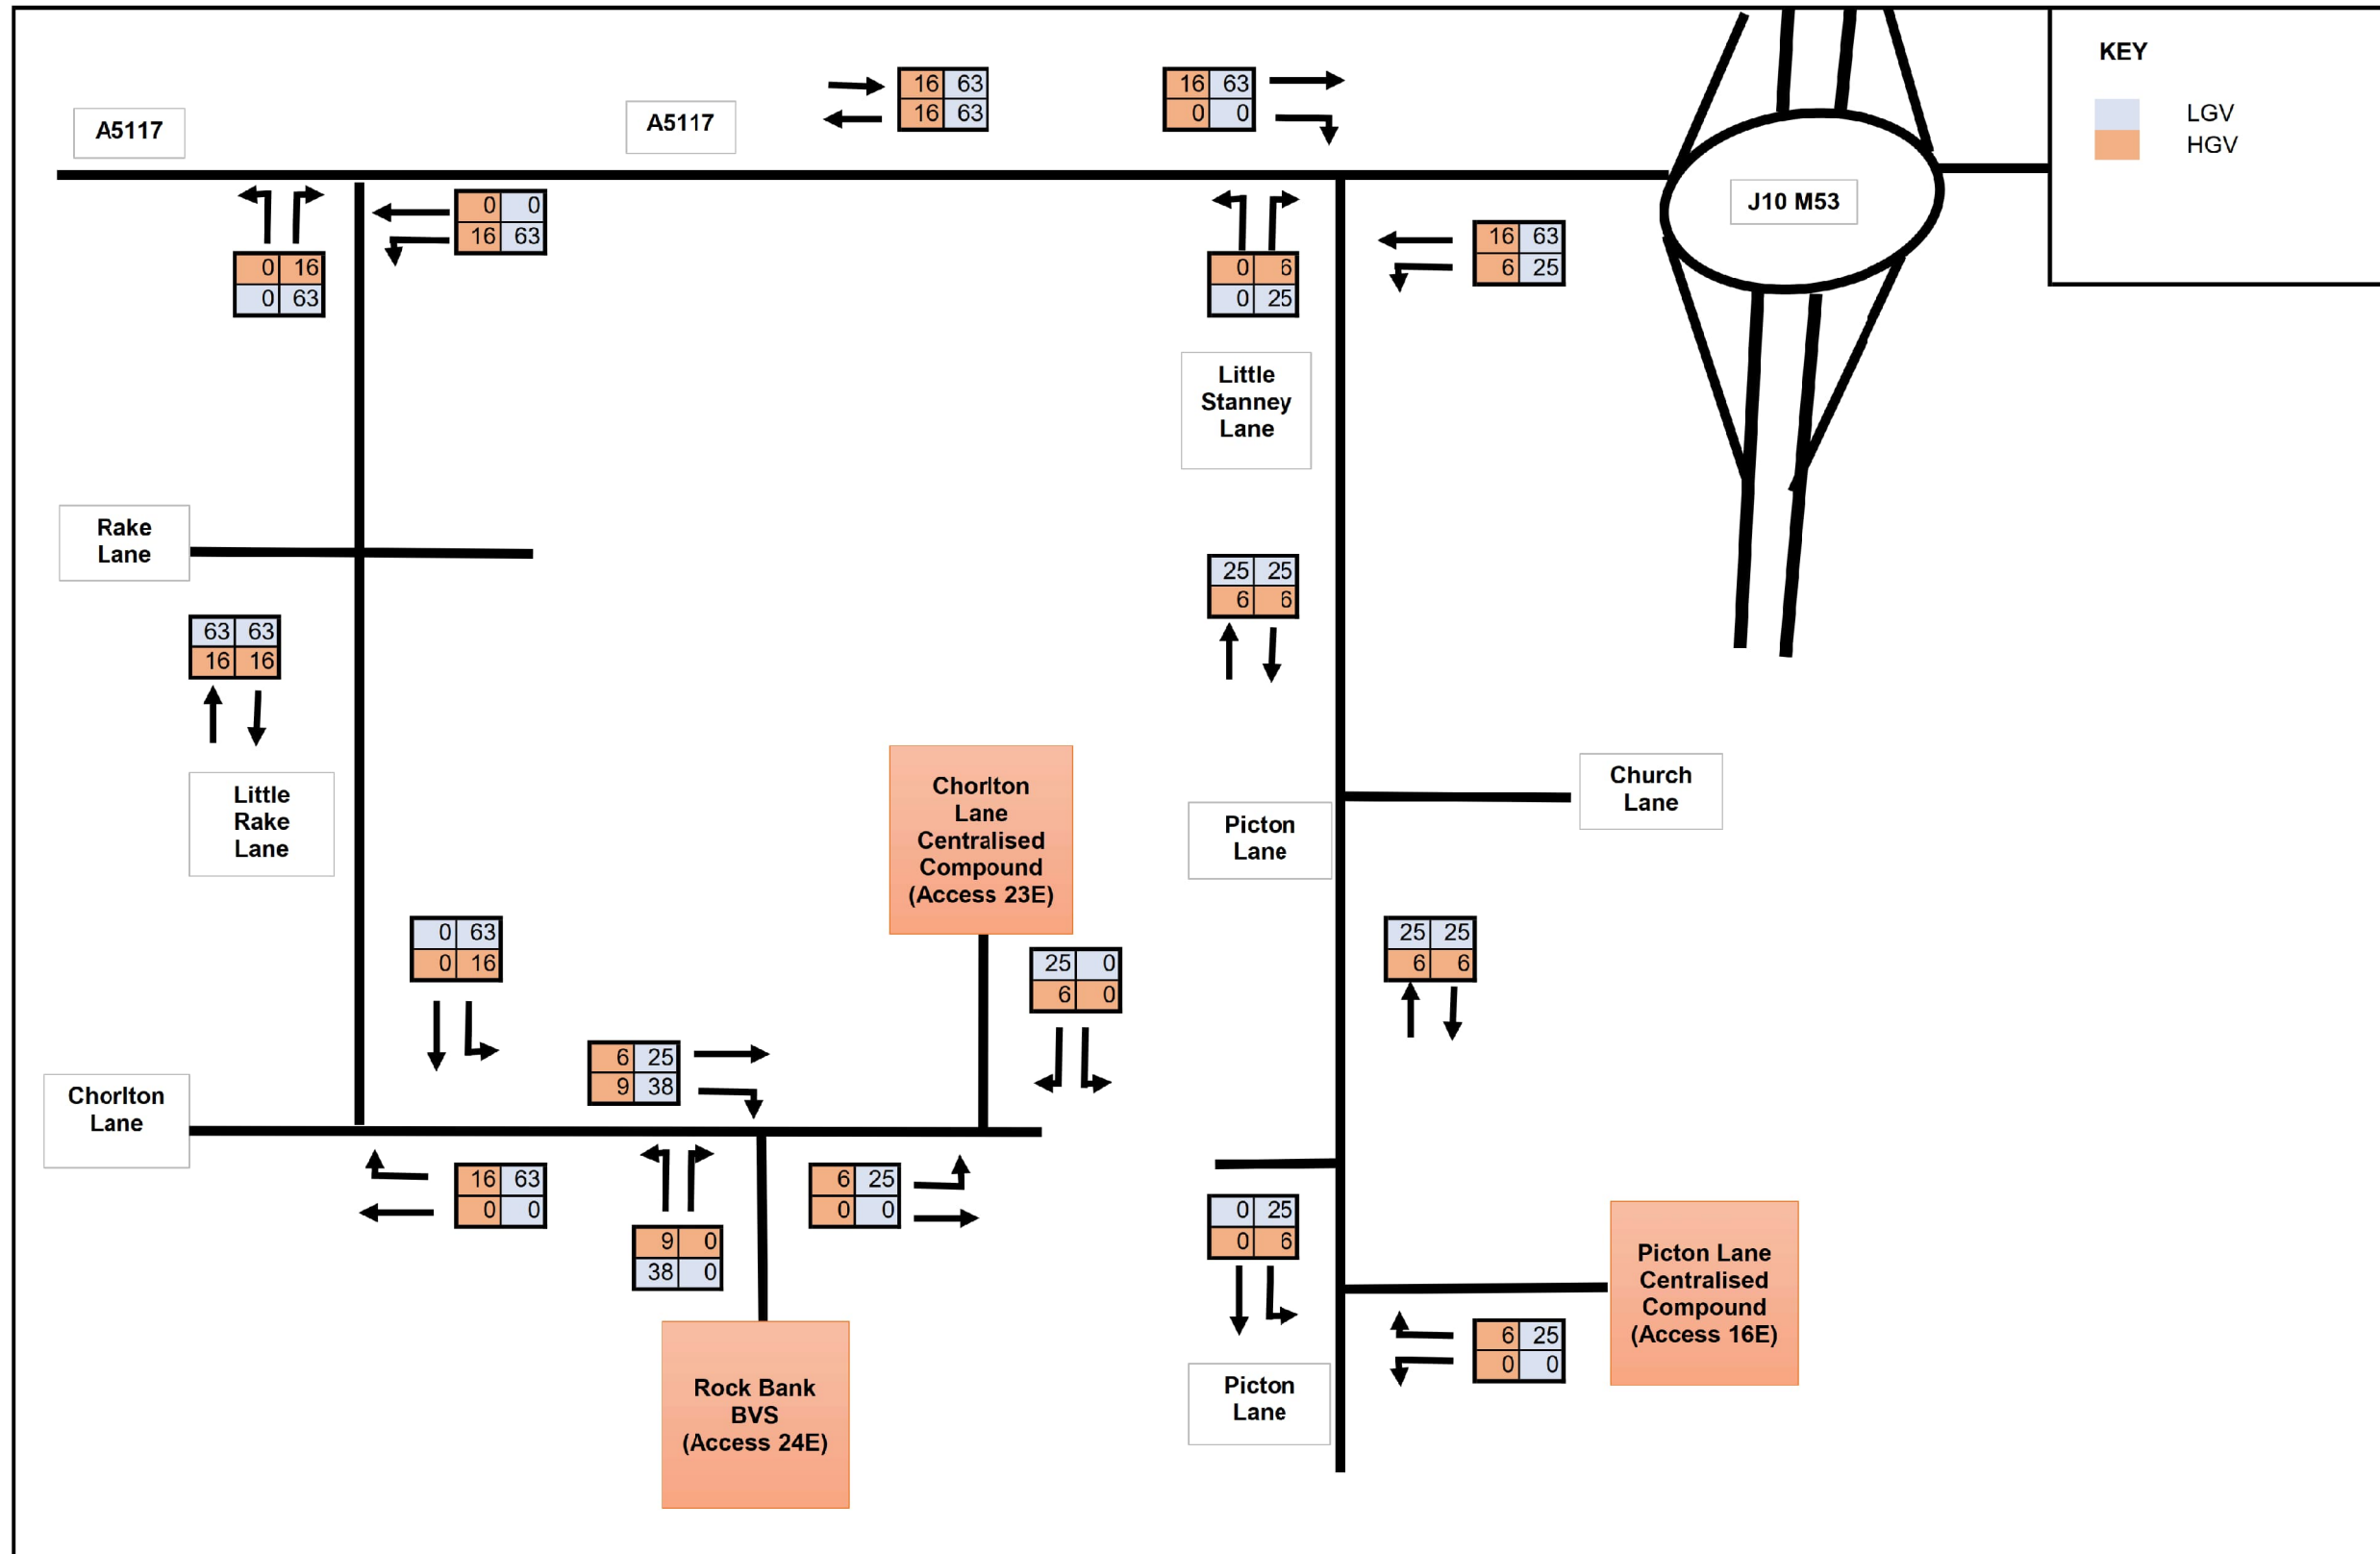 KEY
LGV
HGV
16 63
16 63
16 63
0 0
A5117
A5117
J10 M53
0 0
16 63
0 16
0 63
0 6
0 25
16 63
6 25
Little
Stanney
Lane
Rake
Lane
25 25
6 6
63 63
16 16
Little
Rake
Lane
Chorlton
Lane
Centralised
Compound
(Access 23E)
Picton
Lane
Church
Lane
0 63
0 16
25 0
6 0
25 25
6 6
6 25
9 38
Chorlton
Lane
16 63
0 0
9 0
38 0
6 25
0 0
0 25
0 6
Picton Lane
Centralised
Compound
(Access 16E)
6 25
0 0
Rock Bank
BVS
(Access 24E)
Picton
Lane